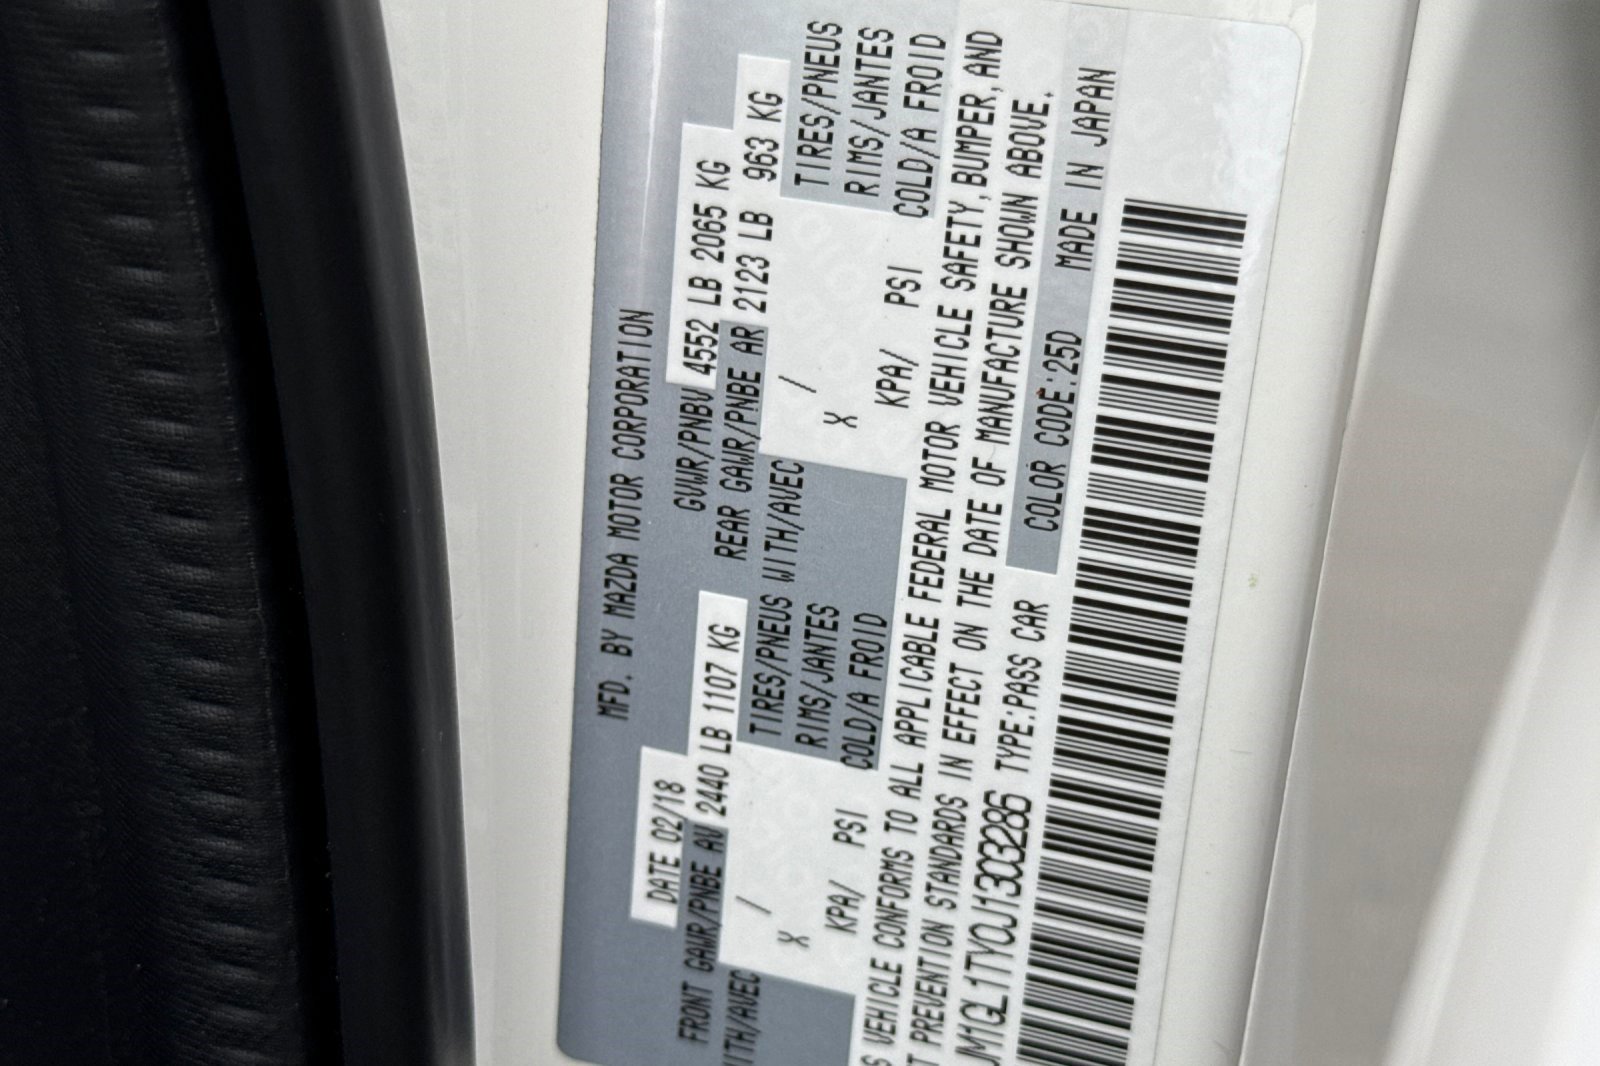 MFD. BY MAZDA MOTOR CORPORATION
DATE 02/18 GVWR/PNBV 4552 LB 2065 KG
FRONT GAWR/PNBE AV 2440 LB 1107 KG REAR GAWR/PNBE AR 2123 LB 963 KG
WITH/AVEC / TIRES/PNEUS WITH/AVEC / TIRES/PNEUS
X RIMS/JANTES X RIMS/JANTES
KPA/ PSI COLD/A FROID KPA/ PSI COLD/A FROID
VEHICLE CONFORMS TO ALL APPLICABLE FEDERAL MOTOR VEHICLE SAFETY, BUMPER, AND
PREVENTION STANDARDS IN EFFECT ON THE DATE OF MANUFACTURE SHOWN ABOVE.
JM1GL1TY0J1303286 TYPE:PASS CAR COLOR CODE:25D MADE IN JAPAN